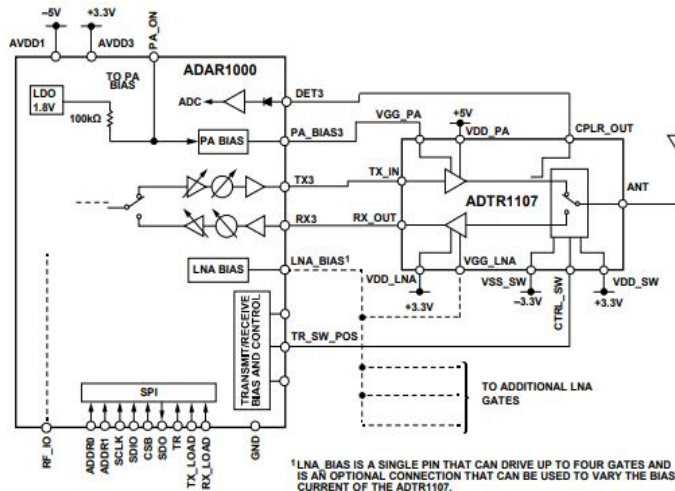 –5V
+3.3V
AVDD1
AVDD3
PA_ON
ADAR1000
TO PA
BIAS
LDO
1.8V
100kΩ
ADC
DET3
PA BIAS
PA_BIAS3
VGG_PA
+5V
VDD_PA
CPLR_OUT
TX3
TX_IN
ADTR1107
ANT
RX3
RX_OUT
LNA BIAS
LNA_BIAS1
VDD_LNA
+3.3V
VGG_LNA
VSS_SW
–3.3V
CTRL_SW
VDD_SW
+3.3V
TRANSMIT/RECEIVE
BIAS AND CONTROL
TR_SW_POS
TO ADDITIONAL LNA
GATES
SPI
RF_IO
ADDR0
ADDR1
SCLK
SDIO
CSB
SDO
TR
TX_LOAD
RX_LOAD
GND
1LNA_BIAS IS A SINGLE PIN THAT CAN DRIVE UP TO FOUR GATES AND
IS AN OPTIONAL CONNECTION THAT CAN BE USED TO VARY THE BIAS
CURRENT OF THE ADTR1107.